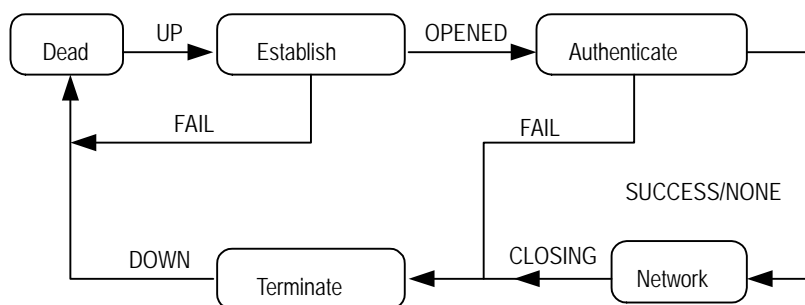 UP
OPENED
Dead
Establish
Authenticate
FAIL
FAIL
SUCCESS/NONE
DOWN
CLOSING
Terminate
Network